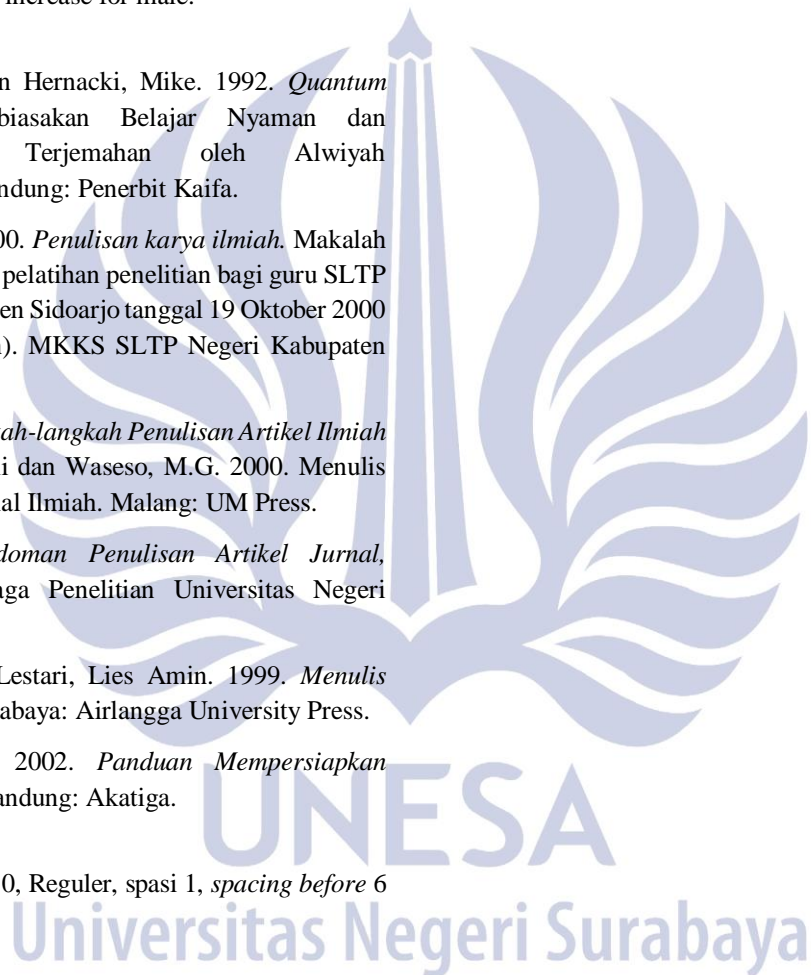 increase for male.
n Hernacki, Mike. 1992. Quantum
biasakan Belajar Nyaman dan
Terjemahan oleh Alwiyah
ndung: Penerbit Kaifa.
00. Penulisan karya ilmiah. Makalah
pelatihan penelitian bagi guru SLTP
en Sidoarjo tanggal 19 Oktober 2000
n). MKKS SLTP Negeri Kabupaten
kah-langkah Penulisan Artikel Ilmiah
i dan Waseso, M.G. 2000. Menulis
al Ilmiah. Malang: UM Press.
doman Penulisan Artikel Jurnal,
aga Penelitian Universitas Negeri
Lestari, Lies Amin. 1999. Menulis
rabaya: Airlangga University Press.
2002. Panduan Mempersiapkan
andung: Akatiga.
0, Reguler, spasi 1, spacing before 6
UNESA
Universitas Negeri Surabaya